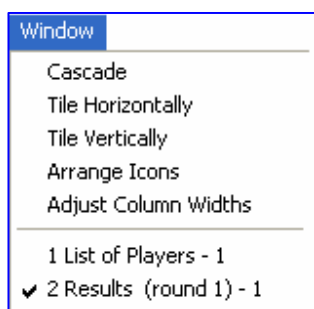 Window
Cascade
Tile Horizontally
Tile Vertically
Arrange Icons
Adjust Column Widths
1 List of Players - 1
2 Results (round 1) - 1